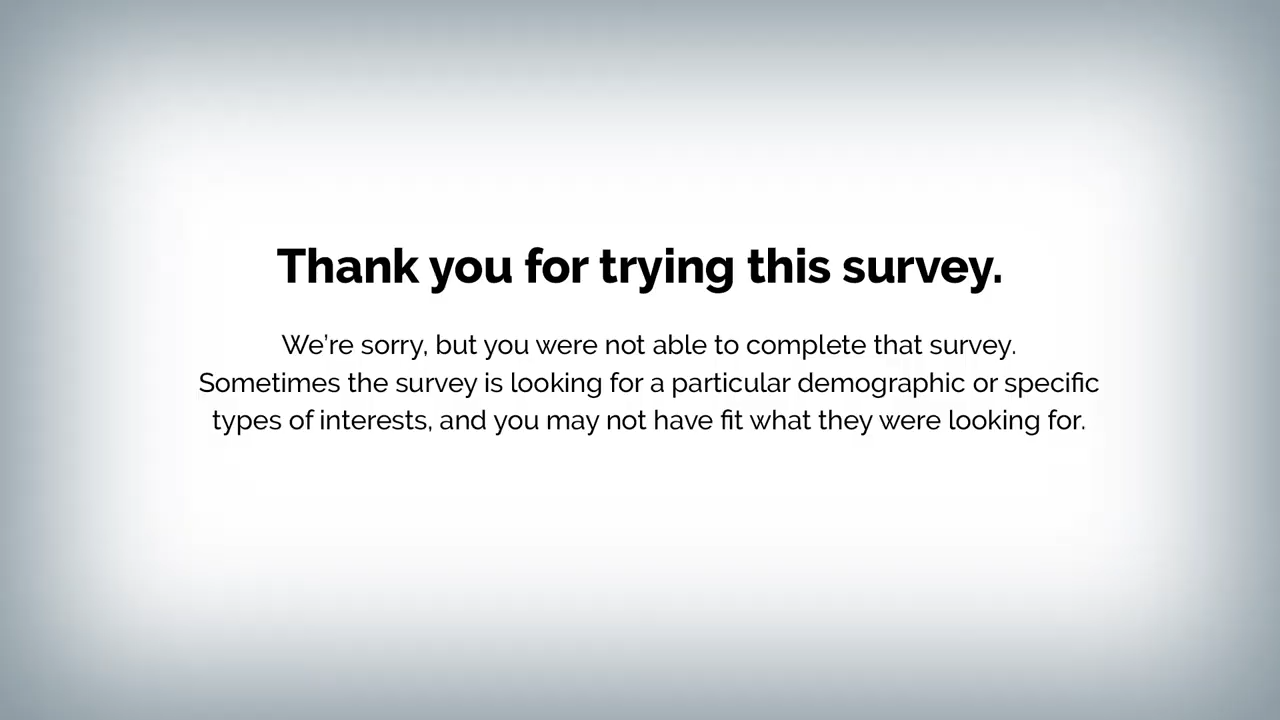 Thank you for trying this survey.
We’re sorry, but you were not able to complete that survey.
Sometimes the survey is looking for a particular demographic or specific
types of interests, and you may not have fit what they were looking for.